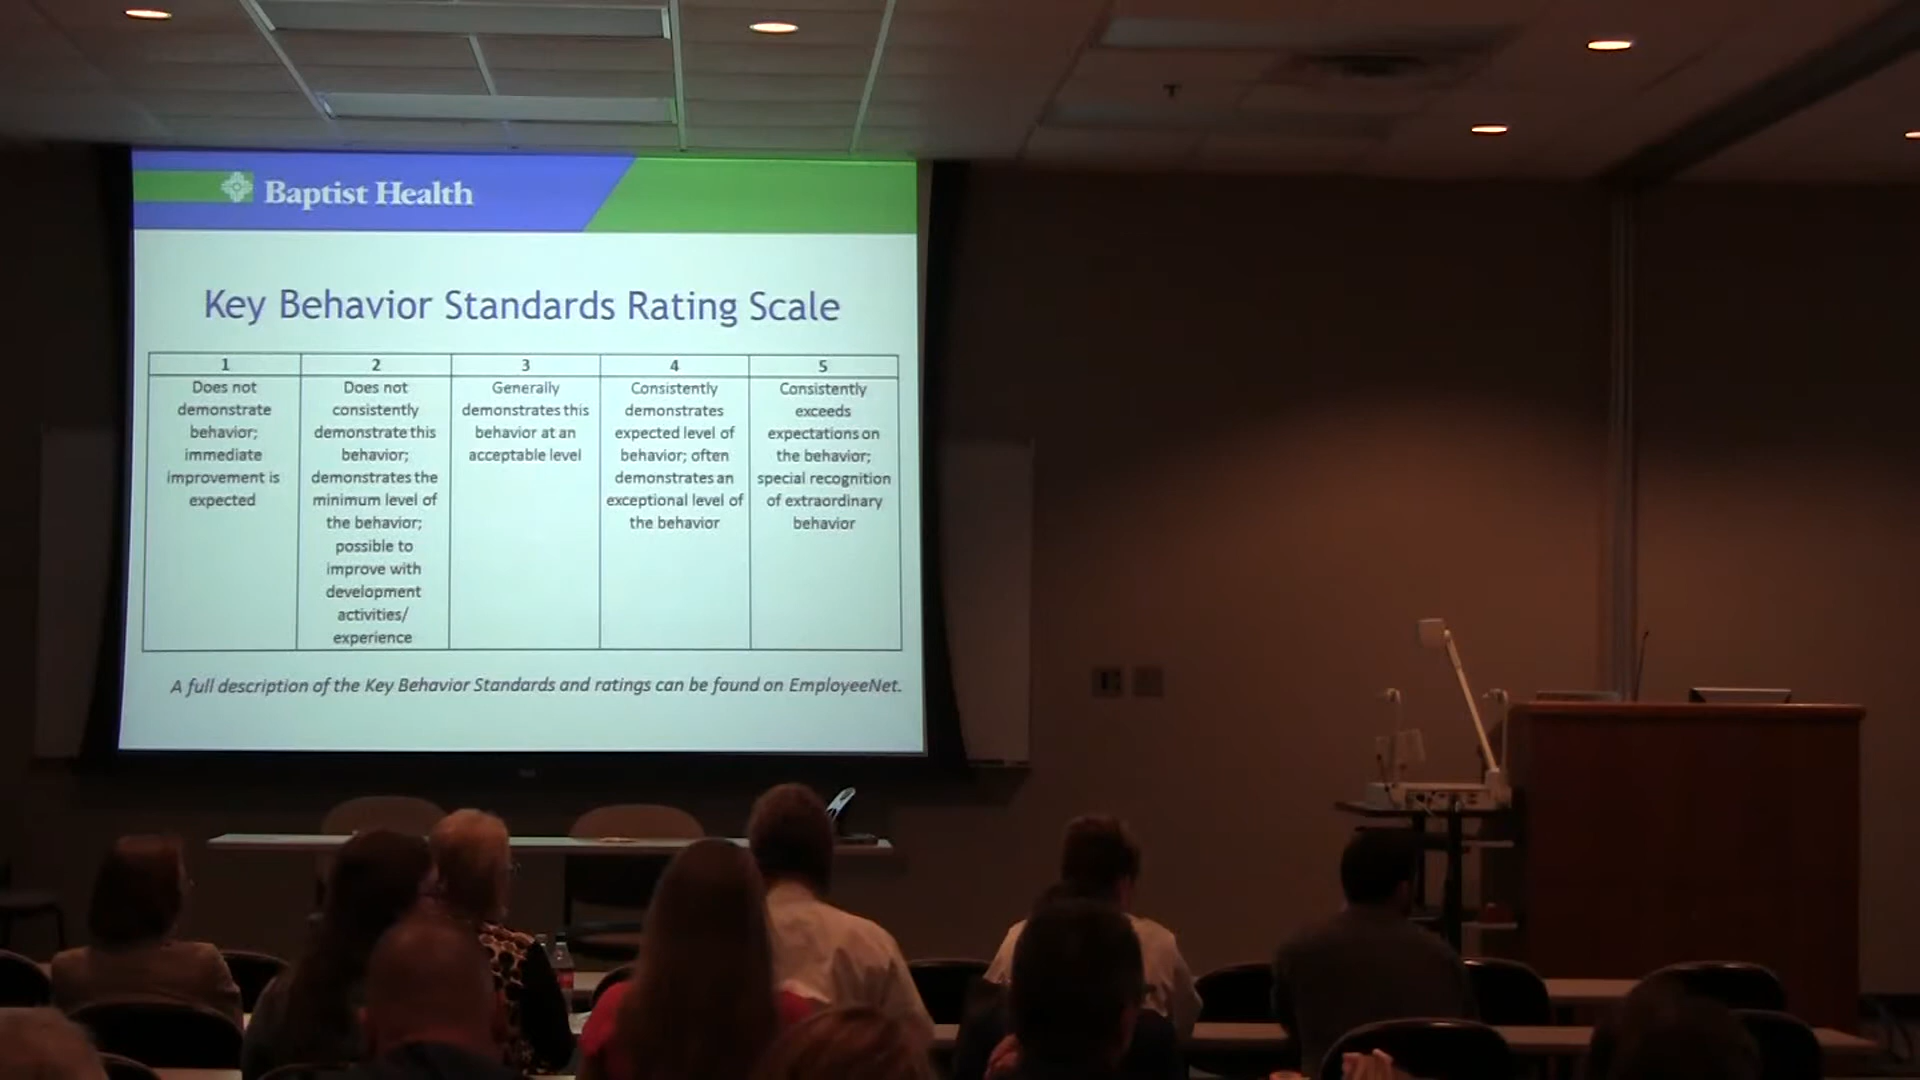 Baptist Health
Key Behavior Standards Rating Scale
1
Does not
demonstrate
behavior;
immediate
improvement is
expected
2
Does not
consistently
demonstrate this
behavior;
demonstrates the
minimum level of
the behavior;
possible to
improve with
development
activities/
experience
3
Generally
demonstrates this
behavior at an
acceptable level
4
Consistently
demonstrates
expected level of
behavior; often
demonstrates an
exceptional level of
the behavior
5
Consistently
exceeds
expectations on
the behavior;
special recognition
of extraordinary
behavior
A full description of the Key Behavior Standards and ratings can be found on EmployeeNet.